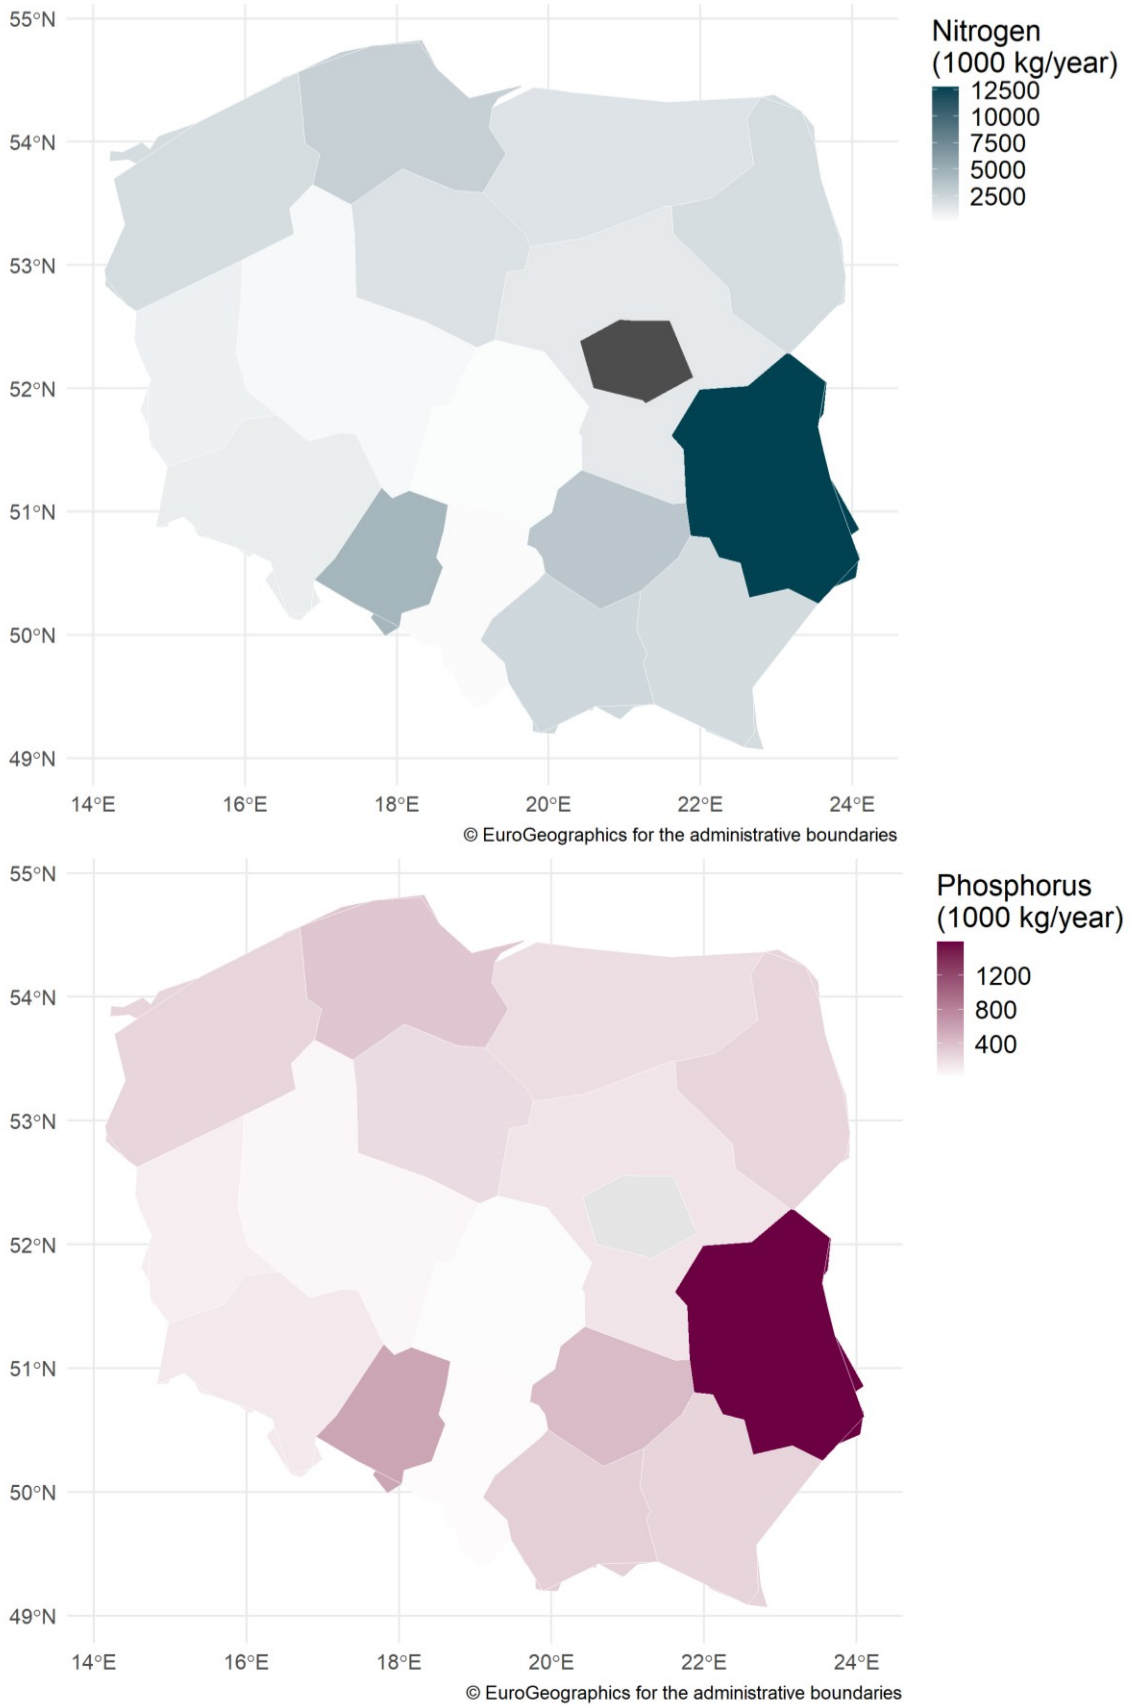 55°N
54°N
53°N
52°N
51°N
50°N
49°N
14°E 16°E 18°E 20°E 22°E 24°E
© EuroGeographics for the administrative boundaries
Nitrogen
(1000 kg/year)
12500
10000
7500
5000
2500
55°N
54°N
53°N
52°N
51°N
50°N
49°N
14°E 16°E 18°E 20°E 22°E 24°E
© EuroGeographics for the administrative boundaries
Phosphorus
(1000 kg/year)
1200
800
400